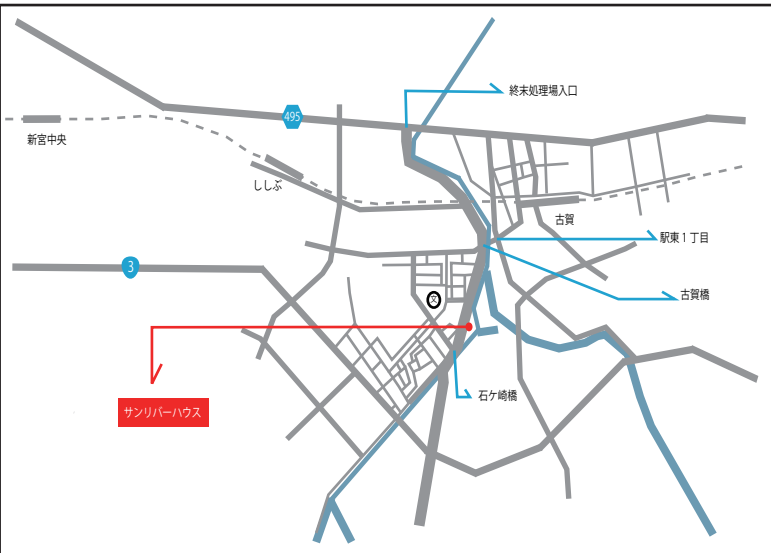 終末処理場入口
495
新宮中央
ししぶ
古賀
駅東1丁目
3
古賀橋
文
石ケ崎橋
サンリバーハウス